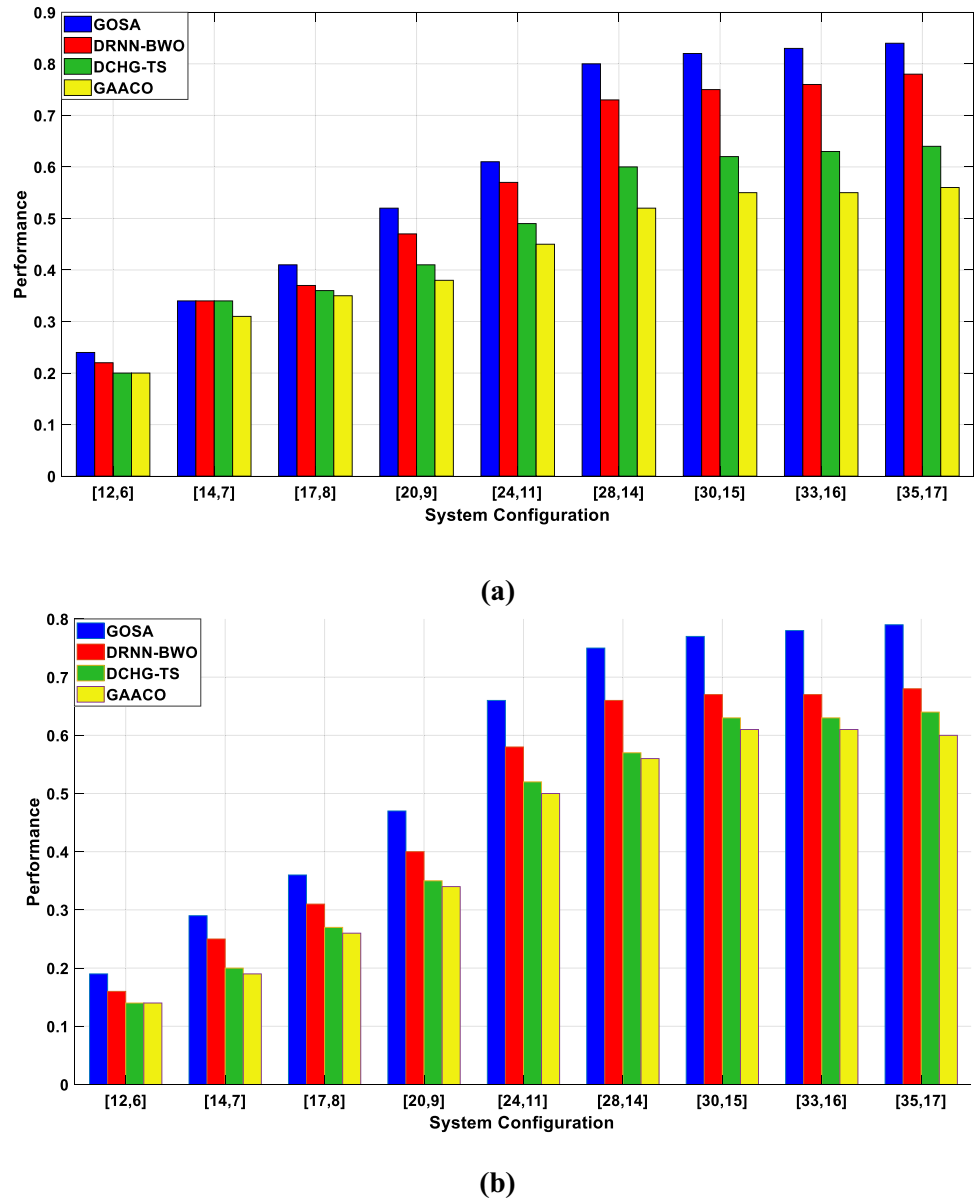 0.9
0.8
0.7
0.6
0.5
0.4
0.3
0.2
0.1
0
Performance
GOSA
DRNN-BWO
DCHG-TS
GAACO
[12,6] [14,7] [17,8] [20,9] [24,11] [28,14] [30,15] [33,16] [35,17]
System Configuration
(a)
0.8
0.7
0.6
0.5
0.4
0.3
0.2
0.1
0
Performance
GOSA
DRNN-BWO
DCHG-TS
GAACO
[12,6] [14,7] [17,8] [20,9] [24,11] [28,14] [30,15] [33,16] [35,17]
System Configuration
(b)